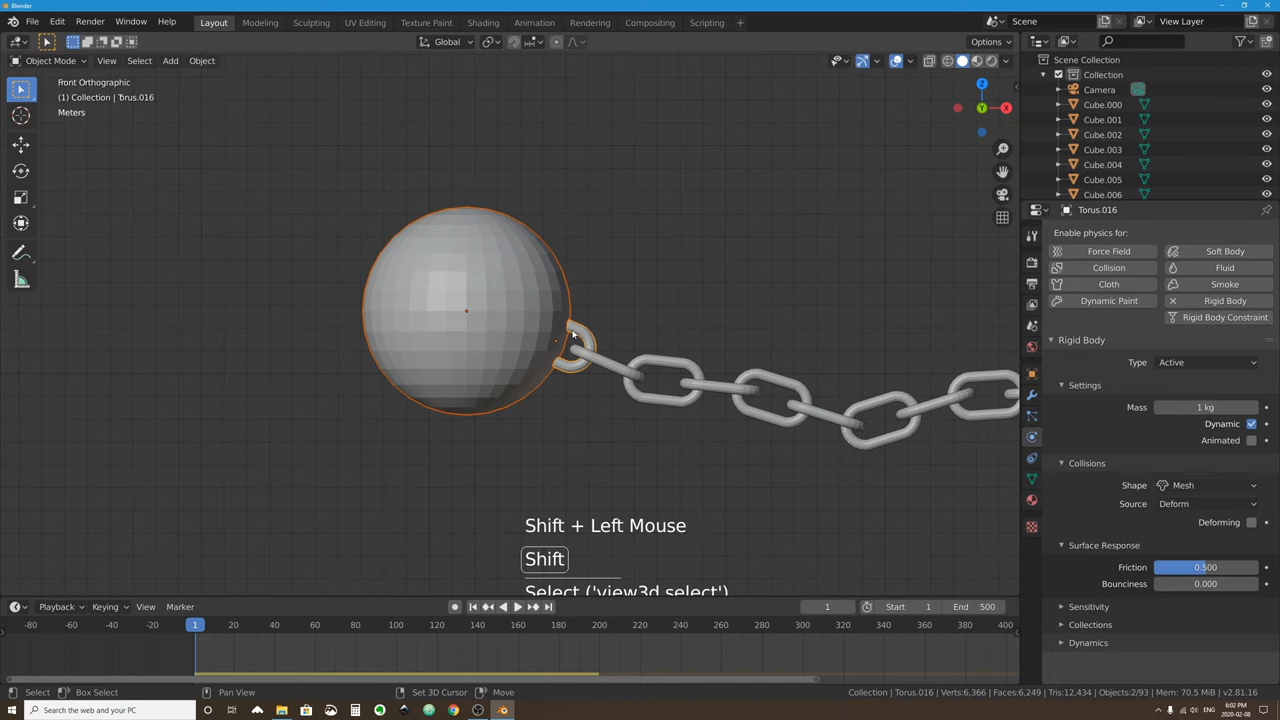 Blender
File Edit Render Window Help Layout Modeling Sculpting UV Editing Texture Paint Shading Animation Rendering Compositing Scripting + Scene View Layer
Global Options
Object Mode View Select Add Object
Front Orthographic
(1) Collection | Torus.016
Meters
Z
Y
X
Scene Collection
Collection
Camera
Cube.000
Cube.001
Cube.002
Cube.003
Cube.004
Cube.005
Cube.006
Torus.016
Enable physics for:
Force Field Soft Body
Collision Fluid
Cloth Smoke
Dynamic Paint Rigid Body
Rigid Body Constraint
Rigid Body
Type Active
Settings
Mass 1 kg
Dynamic
Animated
Collisions
Shape Mesh
Source Deform
Deforming
Surface Response
Friction 0.500
Bounciness 0.000
Sensitivity
Collections
Dynamics
Shift + Left Mouse
Shift
Select ('view3d.select')
Playback Keying View Marker 1 Start 1 End 500
-80 -60 -40 -20 1 20 40 60 80 100 120 140 160 180 200 220 240 260 280 300 320 340 360 380 400
Select Box Select Pan View Set 3D Cursor Move Collection | Torus.016 | Verts:6,366 | Faces:6,249 | Tris:12,434 | Objects:2/93 | Mem: 70.5 MiB | v2.81.16
Search the web and your PC ENG 6:02 PM
2020-02-08